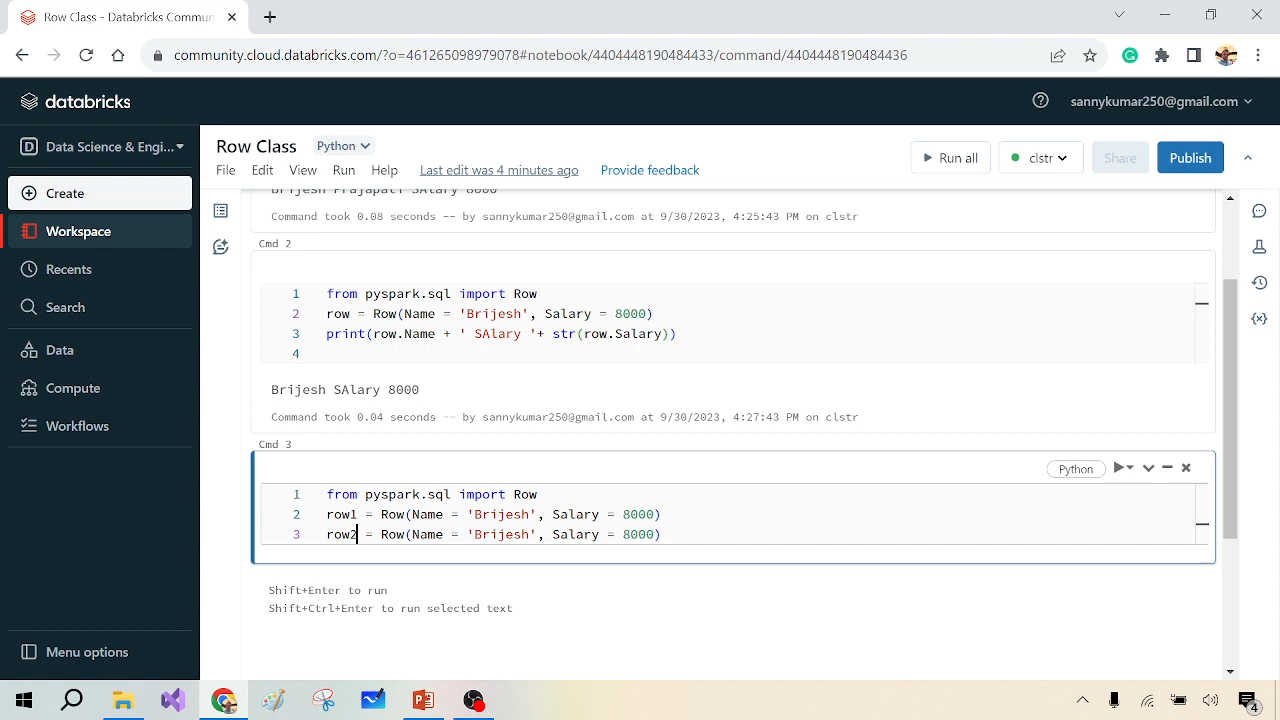 Row Class - Databricks Commun
community.cloud.databricks.com/?o=461265098979078#notebook/4404448190484433/command/4404448190484436
databricks
sannykumar250@gmail.com
D Data Science & Engi...
Create
Workspace
Recents
Search
Data
Compute
Workflows
Menu options
Row Class
Python
File Edit View Run Help Last edit was 4 minutes ago Provide feedback
Run all
clstr
Share
Publish
Brijesh Prajapati SAlary 8000
Command took 0.08 seconds -- by sannykumar250@gmail.com at 9/30/2023, 4:25:43 PM on clstr
Cmd 2
1 from pyspark.sql import Row
2 row = Row(Name = 'Brijesh', Salary = 8000)
3 print(row.Name + ' SAlary '+ str(row.Salary))
4
Brijesh SAlary 8000
Command took 0.04 seconds -- by sannykumar250@gmail.com at 9/30/2023, 4:27:43 PM on clstr
Cmd 3
Python
1 from pyspark.sql import Row
2 row1 = Row(Name = 'Brijesh', Salary = 8000)
3 row2 = Row(Name = 'Brijesh', Salary = 8000)
Shift+Enter to run
Shift+Ctrl+Enter to run selected text
4